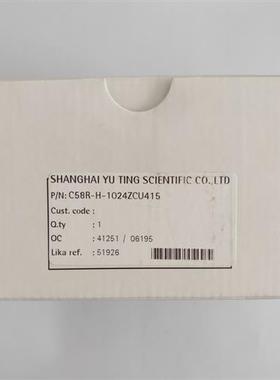 SHANGHAI YU TING SCIENTIFIC CO.,LTD
P/N: C58R-H-1024ZCU415
Cust. code :
Q.ty : 1
OC : 41251 / 06195
Lika ref. : 51926